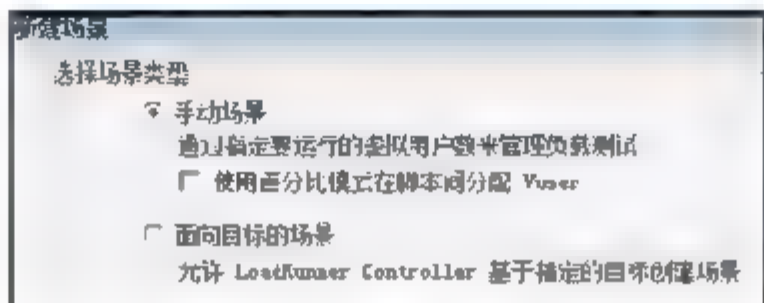 新建场景
选择场景类型
手动场景
通过指定要运行的虚拟用户数来管理负载测试
使用百分比模式在脚本间分配 Vuser
面向目标的场景
允许 LoadRunner Controller 基于指定的目标创建场景